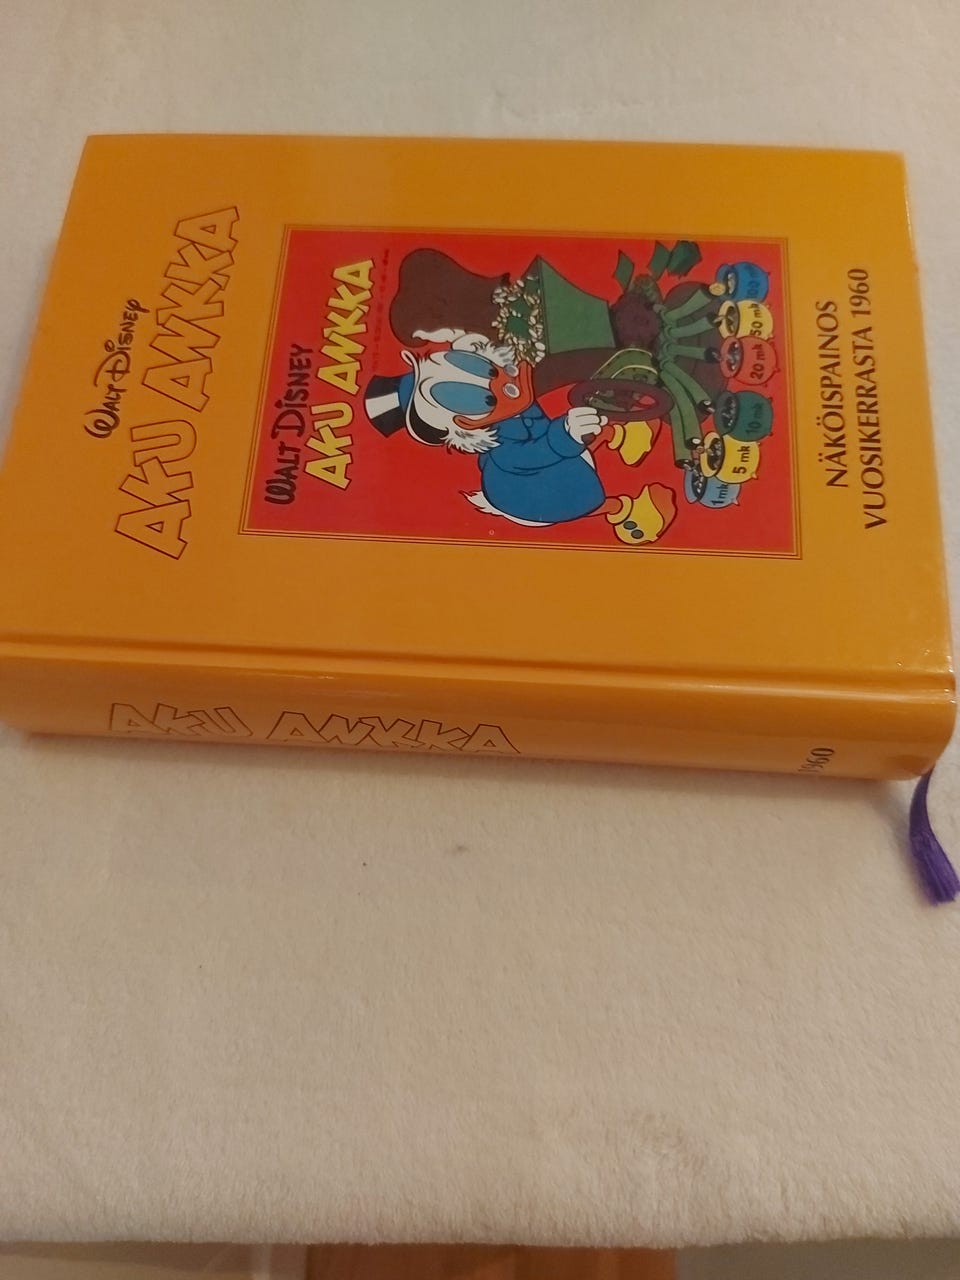 WALT DISNEY
AKU ANKKA
WALT DISNEY
AKU ANKKA
1 mk
5 mk
10 mk
20 mk
50 mk
100
NÄKÖISPAINOS
VUOSIKERRASTA 1960
AKU ANKKA
1960